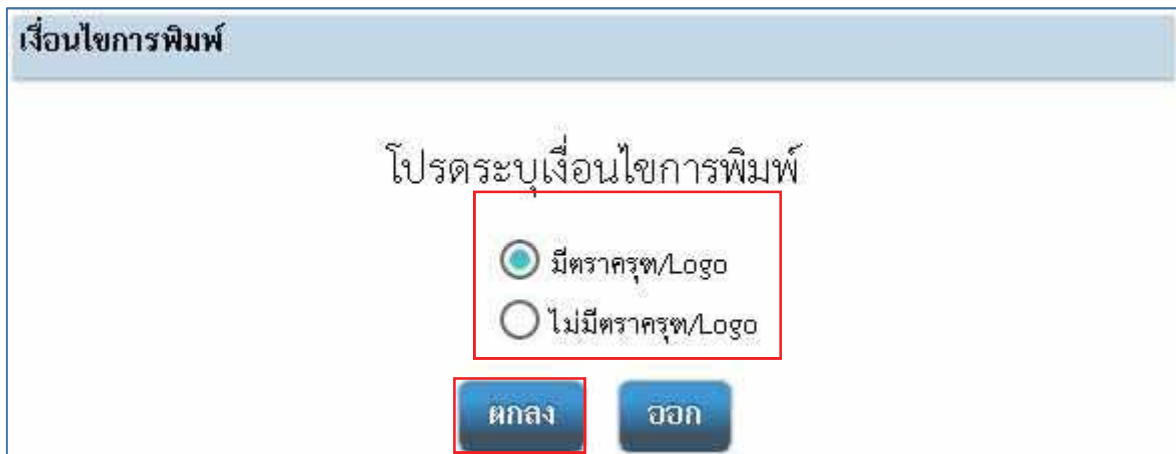 เงื่อนไขการพิมพ์
โปรดระบุเงื่อนไขการพิมพ์
มีตราครุฑ/Logo
ไม่มีตราครุฑ/Logo
ตกลง ออก